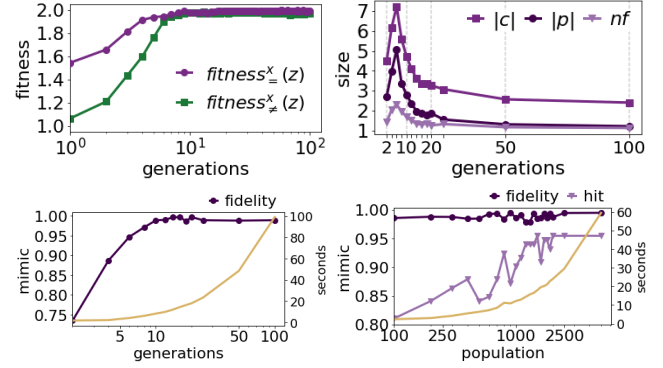 2.0
1.8
1.6
1.4
1.2
1.0
fitness
fitness^x_=(z)
fitness^x_≠(z)
10^0
10^1
10^2
generations
|c| |p| nf
7
6
5
4
3
2
1
size
2 6 10 20 50 100
generations
fidelity
1.00
0.95
0.90
0.85
0.80
0.75
mimic
100
80
60
40
20
0
seconds
5 10 50 100
generations
fidelity hit
1.00
0.95
0.90
0.85
0.80
mimic
60
50
40
30
20
10
0
seconds
100 250 1000 2500
population